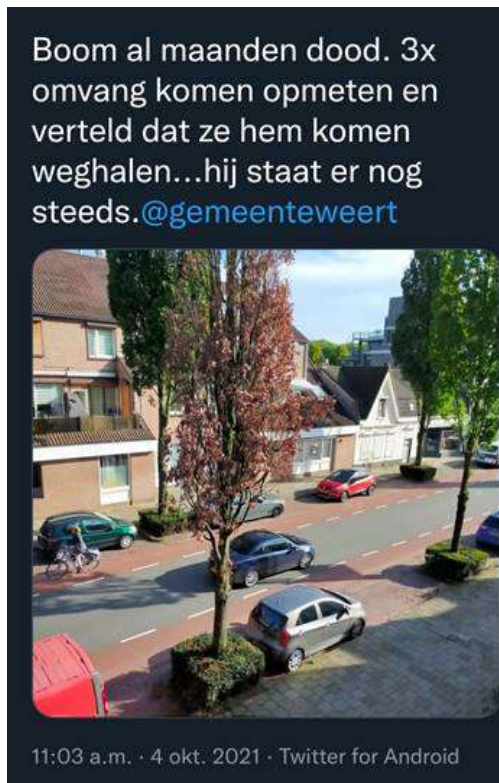 Boom al maanden dood. 3x
omvang komen opmeten en
verteld dat ze hem komen
weghalen...hij staat er nog
steeds.@gemeenteweert
11:03 a.m. · 4 okt. 2021 · Twitter for Android